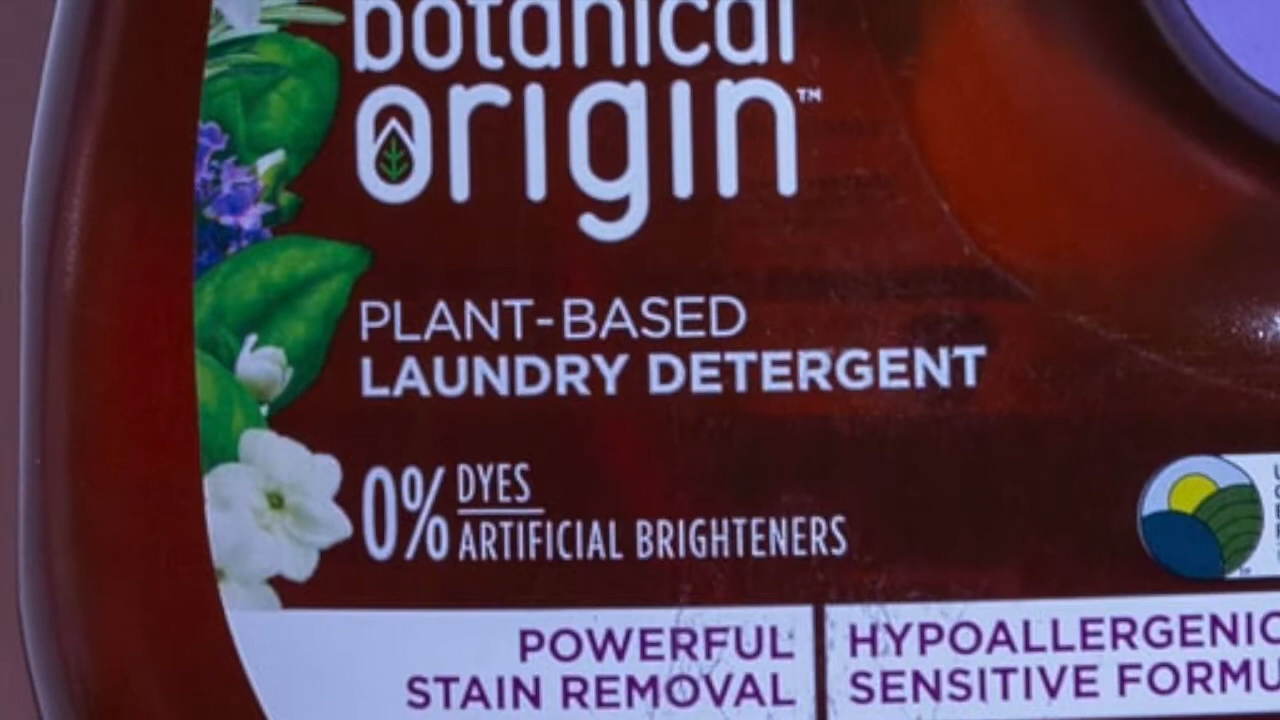 botanical
origin™
PLANT-BASED
LAUNDRY DETERGENT
0% DYES
ARTIFICIAL BRIGHTENERS
POWERFUL
STAIN REMOVAL
HYPOALLERGENIC
SENSITIVE FORMU